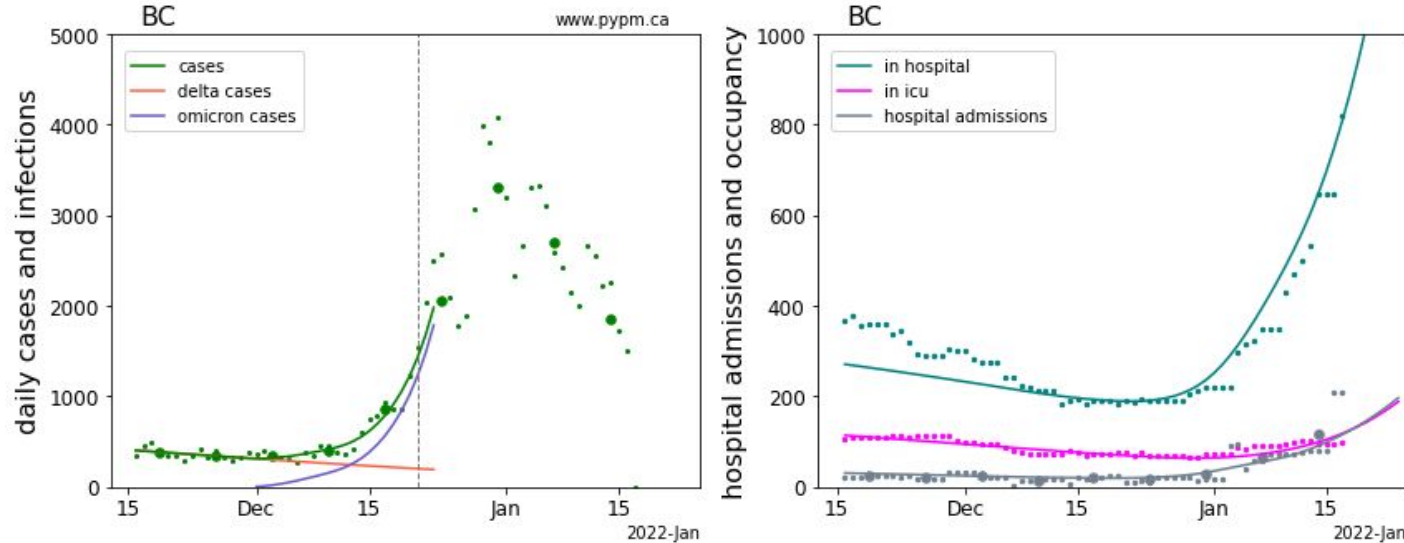 BC
www.pypm.ca
daily cases and infections
5000
4000
3000
2000
1000
0
cases
delta cases
omicron cases
15
Dec
15
Jan
15
2022-Jan
BC
hospital admissions and occupancy
1000
800
600
400
200
0
in hospital
in icu
hospital admissions
15
Dec
15
Jan
15
2022-Jan